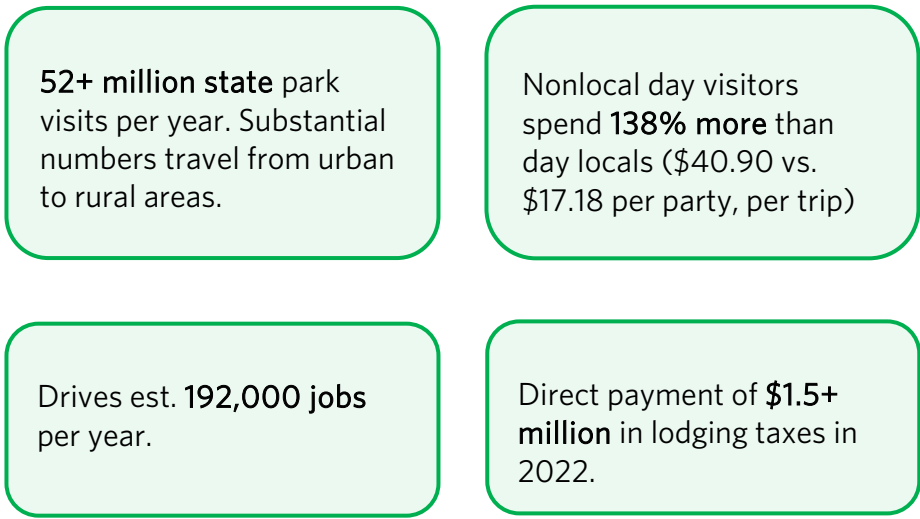 52+ million state park
visits per year. Substantial
numbers travel from urban
to rural areas.
Nonlocal day visitors
spend 138% more than
day locals ($40.90 vs.
$17.18 per party, per trip)
Drives est. 192,000 jobs
per year.
Direct payment of $1.5+
million in lodging taxes in
2022.